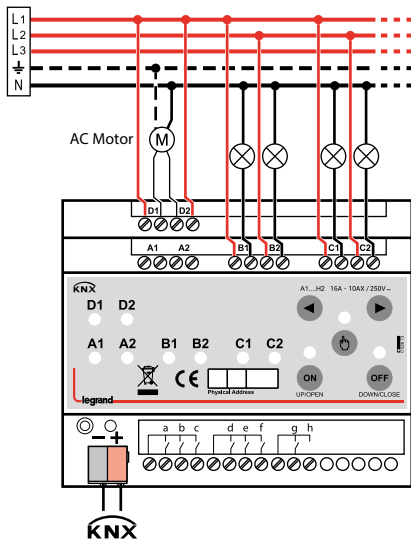 L1
L2
L3
N
AC Motor
M
D1 D2
A1 A2 B1 B2 C1 C2
KNX
A1....H2 16A - 10AX / 250V~
D1 D2
A1 A2 B1 B2 C1 C2
CE
Physical Address
ON OFF
UP/OPEN DOWN/CLOSE
legrand
a b c d e f g h
− +
KNX